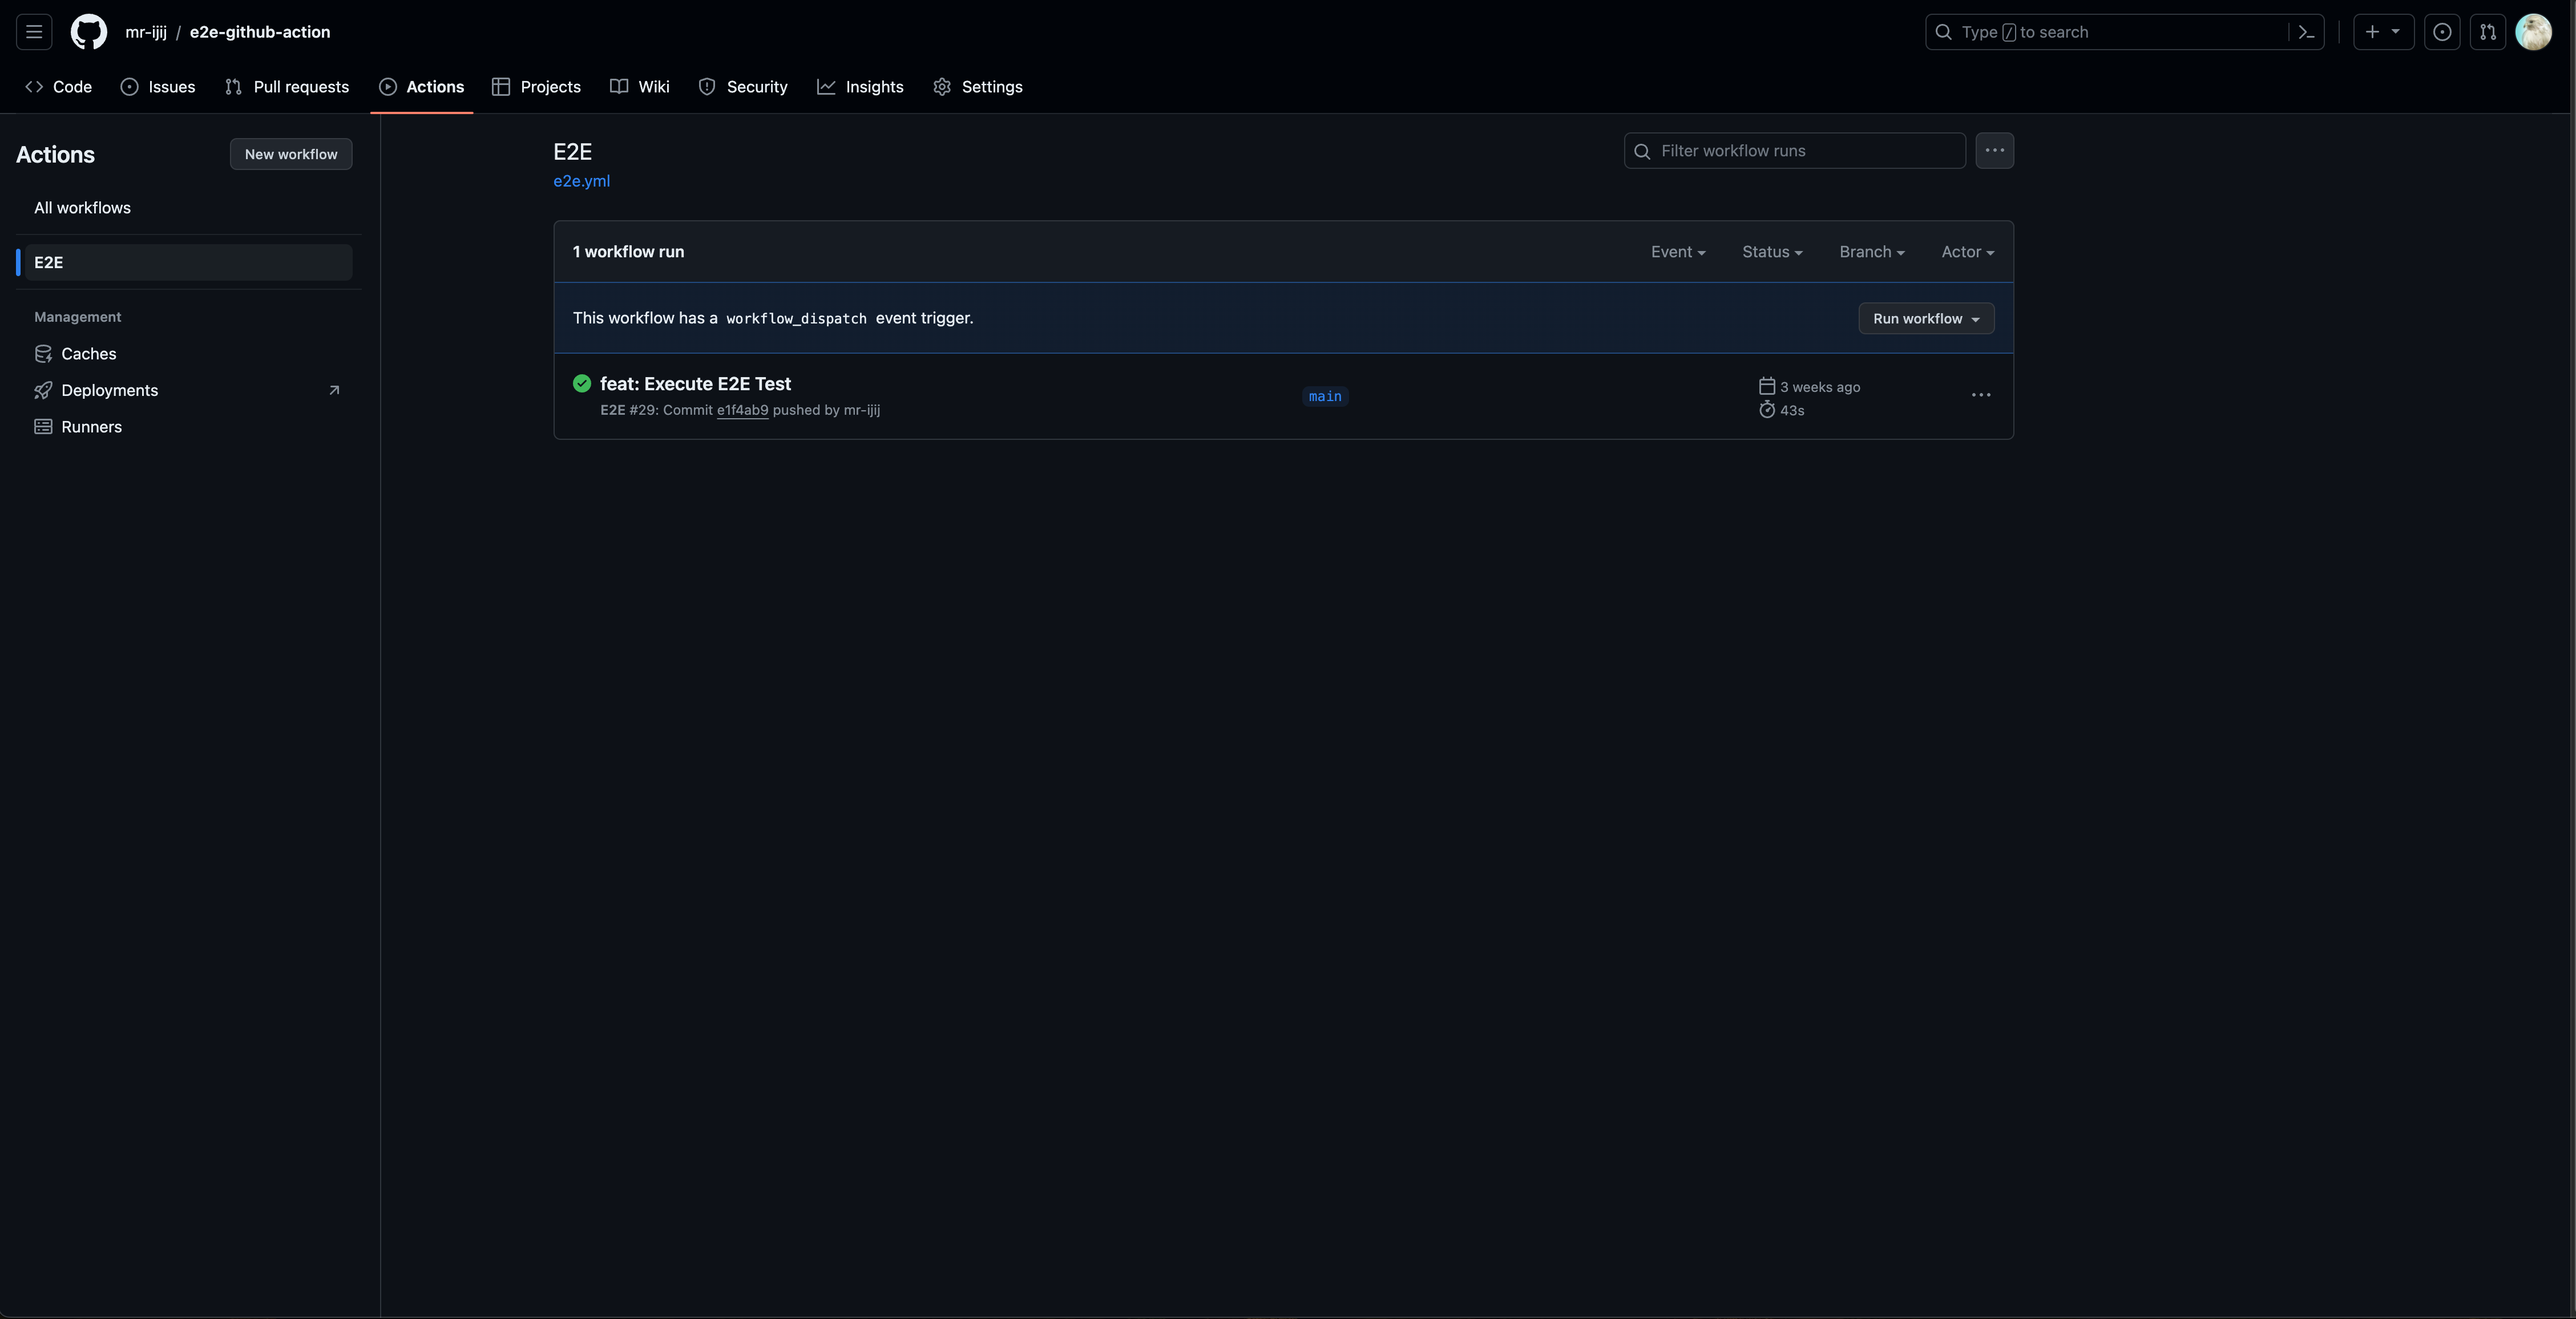 mr-ijij / e2e-github-action
Type / to search
Code Issues Pull requests Actions Projects Wiki Security Insights Settings
Actions
New workflow
All workflows
E2E
Management
Caches
Deployments
Runners
E2E
e2e.yml
Filter workflow runs
1 workflow run
Event Status Branch Actor
This workflow has a workflow_dispatch event trigger.
Run workflow
feat: Execute E2E Test
E2E #29: Commit e1f4ab9 pushed by mr-ijij
main
3 weeks ago
43s